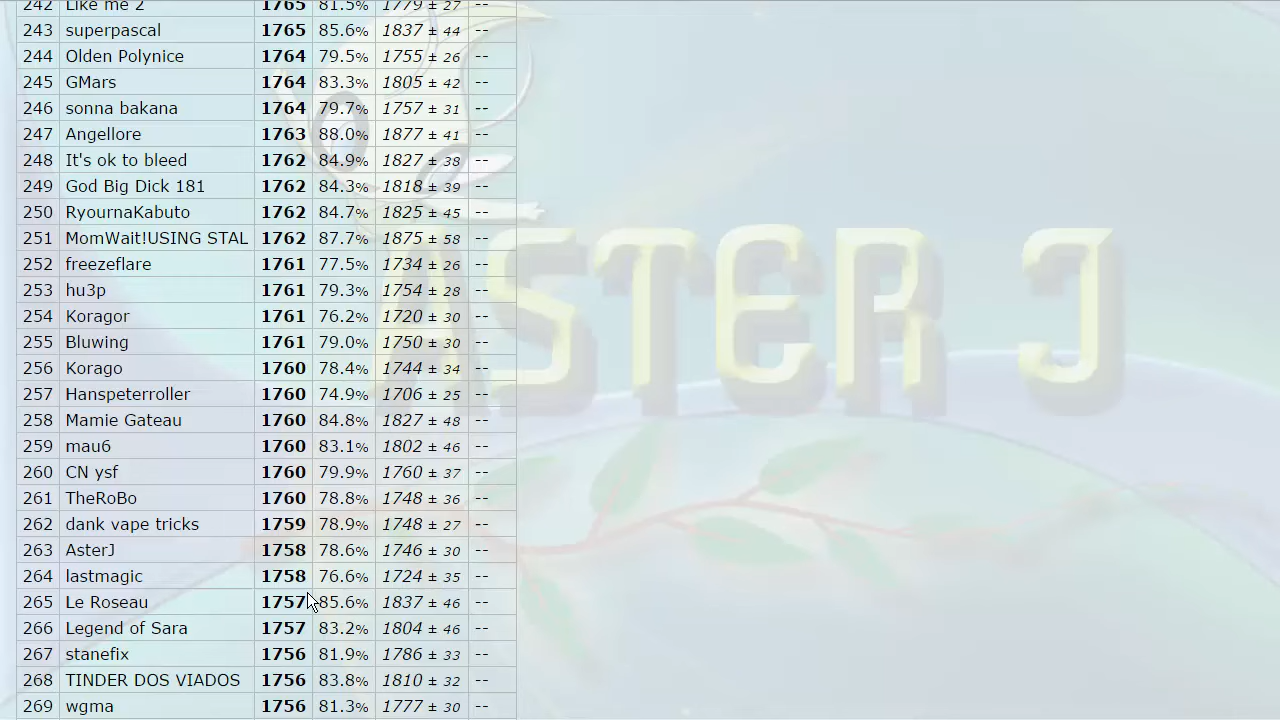 242 Like me 2 1765 81.5% 1779 ± 27 --
243 superpascal 1765 85.6% 1837 ± 44 --
244 Olden Polynice 1764 79.5% 1755 ± 26 --
245 GMars 1764 83.3% 1805 ± 42 --
246 sonna bakana 1764 79.7% 1757 ± 31 --
247 Angellore 1763 88.0% 1877 ± 41 --
248 It's ok to bleed 1762 84.9% 1827 ± 38 --
249 God Big Dick 181 1762 84.3% 1818 ± 39 --
250 RyournaKabuto 1762 84.7% 1825 ± 45 --
251 MomWait!USING STAL 1762 87.7% 1875 ± 58 --
252 freezeflare 1761 77.5% 1734 ± 26 --
253 hu3p 1761 79.3% 1754 ± 28 --
254 Koragor 1761 76.2% 1720 ± 30 --
255 Bluwing 1761 79.0% 1750 ± 30 --
256 Korago 1760 78.4% 1744 ± 34 --
257 Hanspeterroller 1760 74.9% 1706 ± 25 --
258 Mamie Gateau 1760 84.8% 1827 ± 48 --
259 mau6 1760 83.1% 1802 ± 46 --
260 CN ysf 1760 79.9% 1760 ± 37 --
261 TheRoBo 1760 78.8% 1748 ± 36 --
262 dank vape tricks 1759 78.9% 1748 ± 27 --
263 AsterJ 1758 78.6% 1746 ± 30 --
264 lastmagic 1758 76.6% 1724 ± 35 --
265 Le Roseau 1757 85.6% 1837 ± 46 --
266 Legend of Sara 1757 83.2% 1804 ± 46 --
267 stanefix 1756 81.9% 1786 ± 33 --
268 TINDER DOS VIADOS 1756 83.8% 1810 ± 32 --
269 wgma 1756 81.3% 1777 ± 30 --
ASTER J